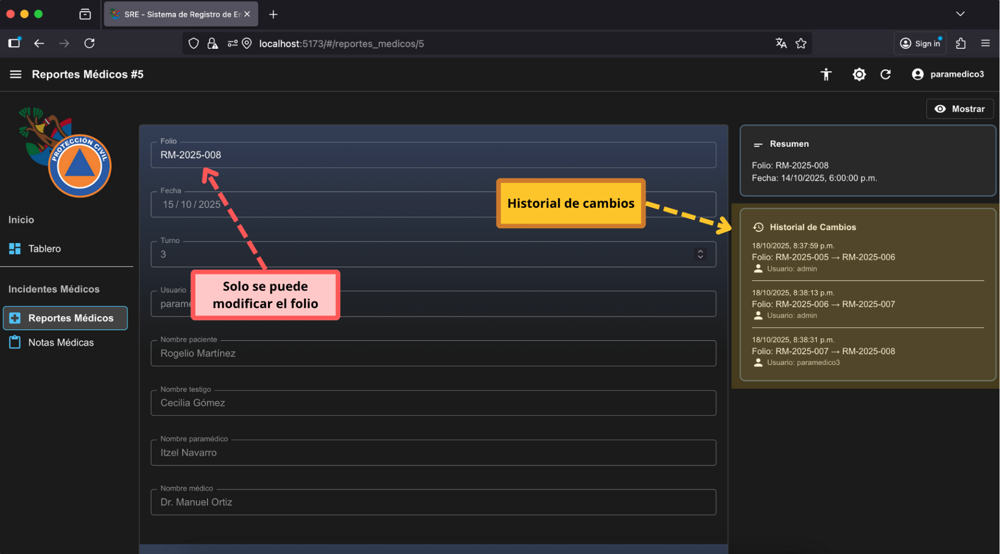 SRE - Sistema de Registro de
localhost:5173/#/reportes_medicos/5
Sign in
Reportes Médicos #5
paramedico3
Mostrar
PROTECCIÓN CIVIL
Inicio
Tablero
Incidentes Médicos
Reportes Médicos
Notas Médicas
Folio
RM-2025-008
Fecha
15 / 10 / 2025
Turno
3
Usuario
Nombre paciente
Rogelio Martínez
Nombre testigo
Cecilia Gómez
Nombre paramédico
Itzel Navarro
Nombre médico
Dr. Manuel Ortiz
Solo se puede
modificar el folio
Historial de cambios
Resumen
Folio: RM-2025-008
Fecha: 14/10/2025, 6:00:00 p.m.
Historial de Cambios
18/10/2025, 8:37:59 p.m.
Folio: RM-2025-005 → RM-2025-006
Usuario: admin
18/10/2025, 8:38:13 p.m.
Folio: RM-2025-006 → RM-2025-007
Usuario: admin
18/10/2025, 8:38:31 p.m.
Folio: RM-2025-007 → RM-2025-008
Usuario: paramedico3